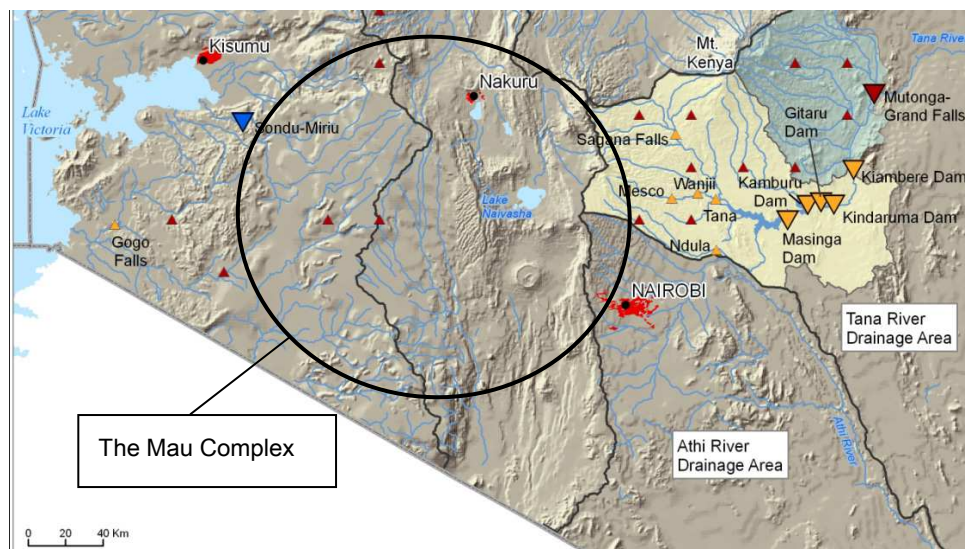 Kisumu
Lake
Victoria
Sondu-Miriu
Gogo
Falls
Nakuru
Lake
Naivasha
Mt.
Kenya
Tana River
Gitaru
Dam
Mutonga-
Grand Falls
Sagana Falls
Mesco
Wanjii
Kamburu
Dam
Kiambere Dam
Tana
Kindaruma Dam
Masinga
Dam
Ndula
NAIROBI
Tana River
Drainage Area
Athi River
Drainage Area
Athi River
The Mau Complex
0 20 40 Km